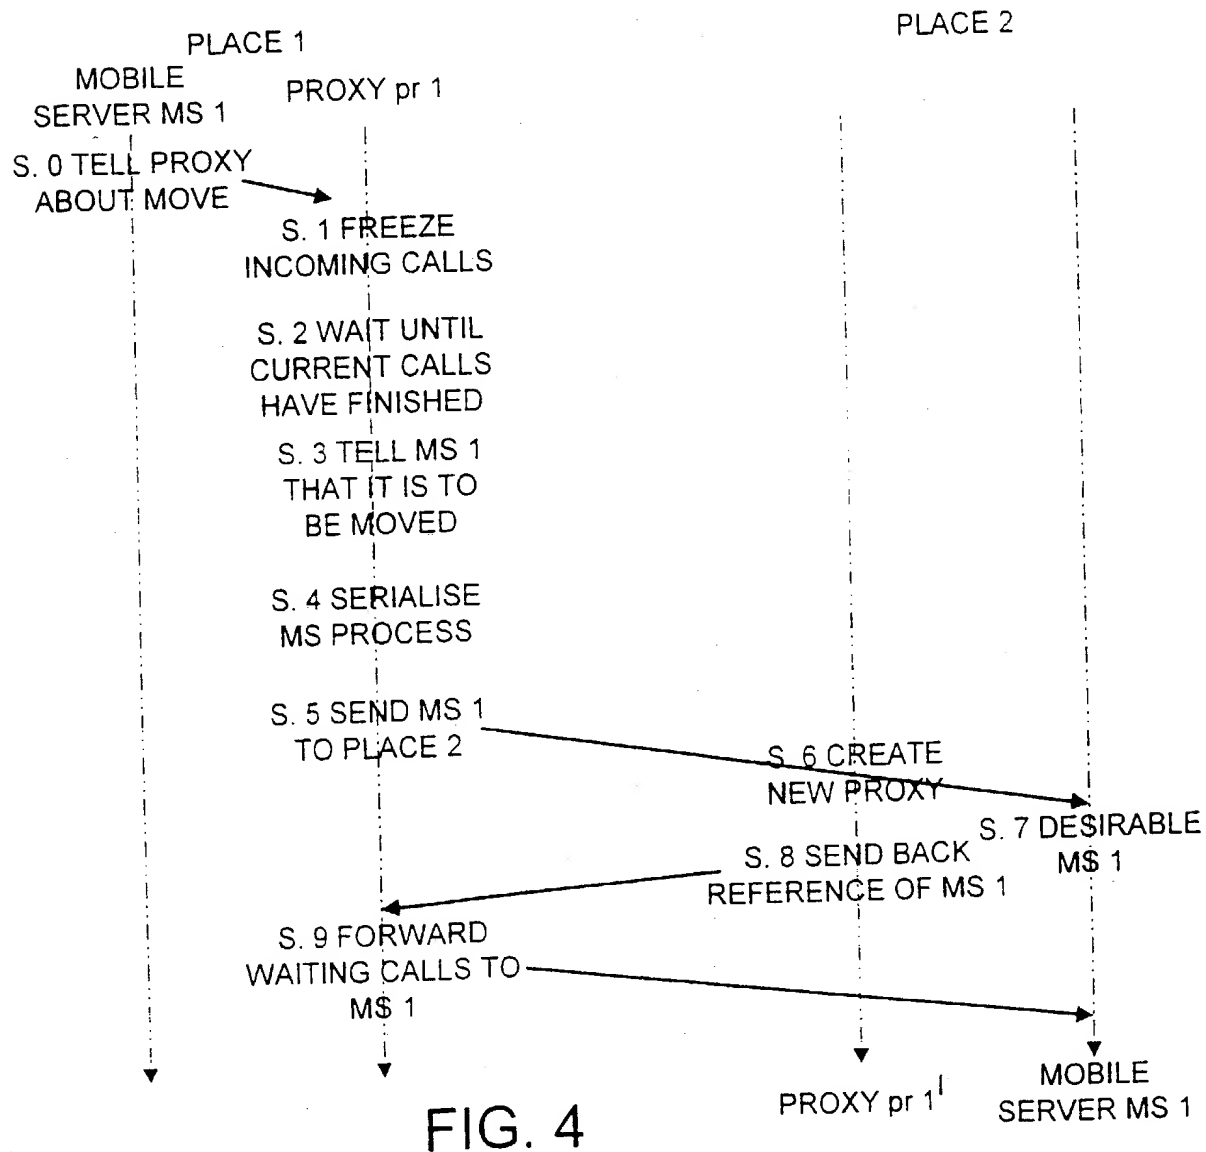 PLACE 1
PLACE 2
MOBILE
SERVER MS 1
PROXY pr 1
S. 0 TELL PROXY
ABOUT MOVE
S. 1 FREEZE
INCOMING CALLS
S. 2 WAIT UNTIL
CURRENT CALLS
HAVE FINISHED
S. 3 TELL MS 1
THAT IT IS TO
BE MOVED
S. 4 SERIALISE
MS PROCESS
S. 5 SEND MS 1
TO PLACE 2
S. 6 CREATE
NEW PROXY
S. 7 DESIRABLE
MS 1
S. 8 SEND BACK
REFERENCE OF MS 1
S. 9 FORWARD
WAITING CALLS TO
MS 1
PROXY pr 1'
MOBILE
SERVER MS 1
FIG. 4